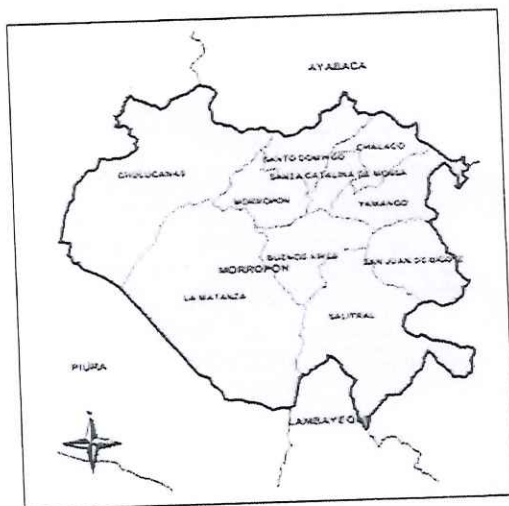 AYABACA
CHALACO
SANTO DOMINGO
SANTA CATALINA DE MOSSA
CHULUCANAS
MORROPON
YAMANGO
BUENOS AIRES
SAN JUAN DE BIGOTE
MORROPÓN
LA MATANZA
SALITRAL
PIURA
LAMBAYEQUE